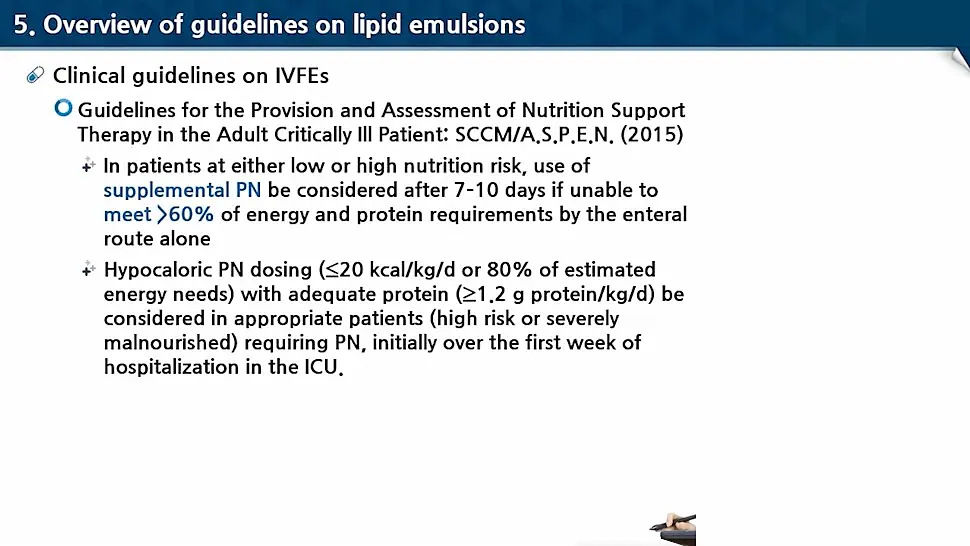 5. Overview of guidelines on lipid emulsions
Clinical guidelines on IVFEs
Guidelines for the Provision and Assessment of Nutrition Support
Therapy in the Adult Critically Ill Patient: SCCM/A.S.P.E.N. (2015)
In patients at either low or high nutrition risk, use of
supplemental PN be considered after 7-10 days if unable to
meet >60% of energy and protein requirements by the enteral
route alone
Hypocaloric PN dosing (≤20 kcal/kg/d or 80% of estimated
energy needs) with adequate protein (≥1.2 g protein/kg/d) be
considered in appropriate patients (high risk or severely
malnourished) requiring PN, initially over the first week of
hospitalization in the ICU.